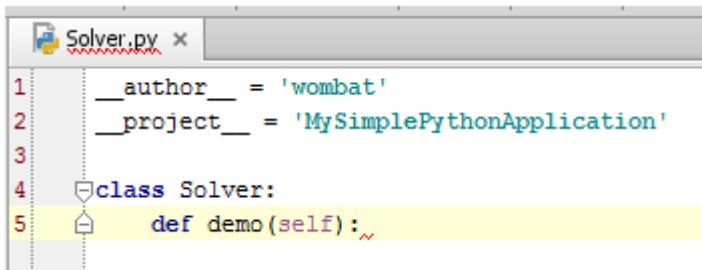 Solver.py ×
1 __author__ = 'wombat'
2 __project__ = 'MySimplePythonApplication'
3
4 class Solver:
5 def demo(self):